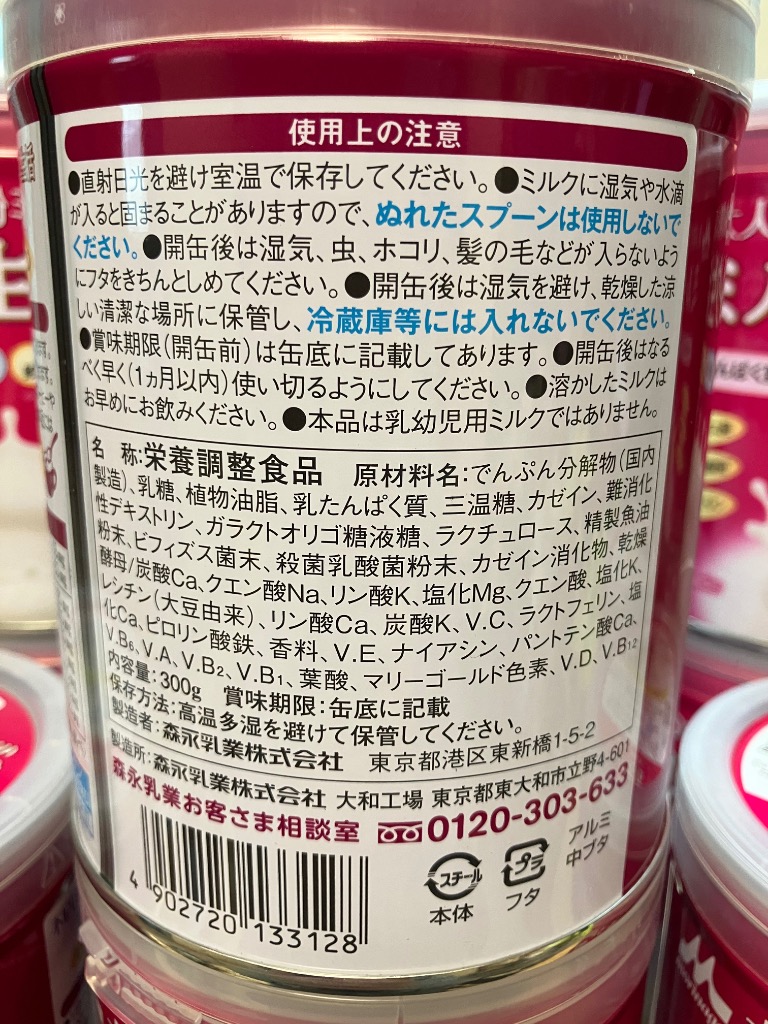 使用上の注意
●直射日光を避け室温で保存してください。●ミルクに湿気や水滴
が入ると固まることがありますので、ぬれたスプーンは使用しないで
ください。●開缶後は湿気、虫、ホコリ、髪の毛などが入らないよう
にフタをきちんとしめてください。●開缶後は湿気を避け、乾燥した涼
しい清潔な場所に保管し、冷蔵庫等には入れないでください。
●賞味期限(開缶前)は缶底に記載してあります。●開缶後はなる
べく早く(1ヵ月以内)使い切るようにしてください。●溶かしたミルクは
お早めにお飲みください。●本品は乳幼児用ミルクではありません。
名 称:栄養調整食品 原材料名:でんぷん分解物(国内
製造)、乳糖、植物油脂、乳たんぱく質、三温糖、カゼイン、難消化
性デキストリン、ガラクトオリゴ糖液糖、ラクチュロース、精製魚油
粉末、ビフィズス菌末、殺菌乳酸菌粉末、カゼイン消化物、乾燥
酵母/炭酸Ca、クエン酸Na、リン酸K、塩化Mg、クエン酸、塩化K、
レシチン(大豆由来)、リン酸Ca、炭酸K、V.C、ラクトフェリン、塩
化Ca、ピロリン酸鉄、香料、V.E、ナイアシン、パントテン酸Ca、
V.B6、V.A、V.B2、V.B1、葉酸、マリーゴールド色素、V.D、V.B12
内容量:300g 賞味期限:缶底に記載
保存方法:高温多湿を避けて保管してください。
製造者:森永乳業株式会社 東京都港区東新橋1-5-2
製造所:森永乳業株式会社 大和工場 東京都東大和市立野4-601
森永乳業お客さま相談室 0120-303-633
4 902720 133128
スチール
本体
プラ
フタ
アルミ
中ブタ